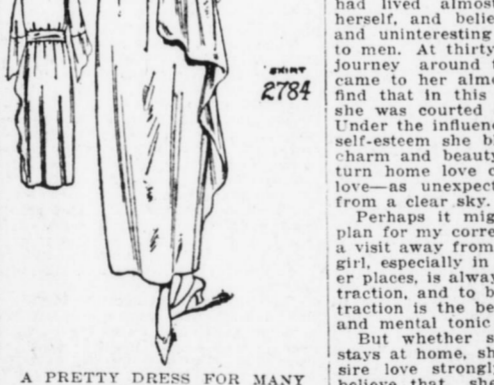 SKIRT
2784
A PRETTY DRESS FOR MANY
had lived almost
herself, and belie
and uninteresting
to men. At thirty
journey around
came to her alm
find that in this
she was courted
Under the influen
self-esteem she b
charm and beauty
turn home love o
love—as unexpect
from a clear sky.
Perhaps it mig
plan for my corre
a visit away from
girl, especially in
er places, is alway
traction, and to b
traction is the be
and mental tonic
But whether s
stays at home, sh
sire love strongl
believe that she